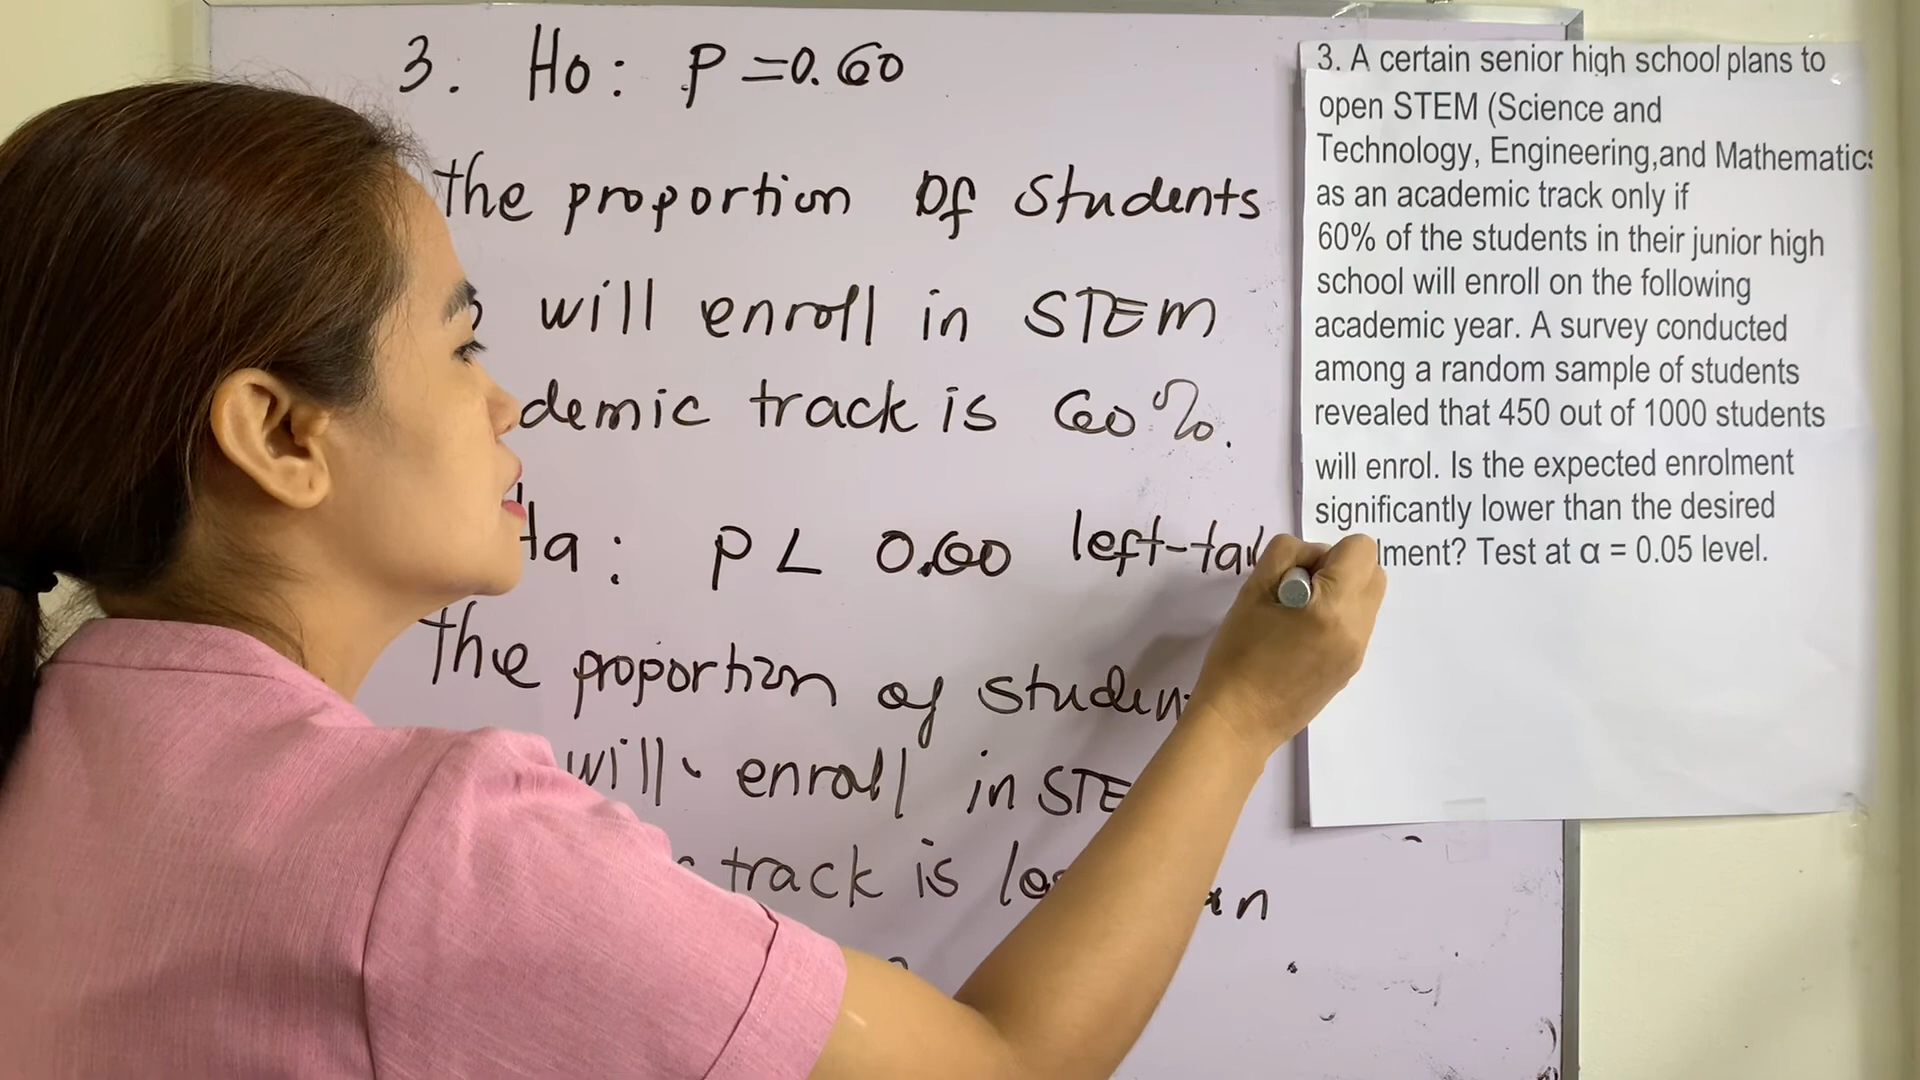 3. Ho: p = 0.60
the proportion of students
will enroll in STEM
demic track is 60%.
Ha: p < 0.60 left-tail
the proportion of studen
will enroll in STE
track is less an
3. A certain senior high school plans to
open STEM (Science and
Technology, Engineering,and Mathematics
as an academic track only if
60% of the students in their junior high
school will enroll on the following
academic year. A survey conducted
among a random sample of students
revealed that 450 out of 1000 students
will enrol. Is the expected enrolment
significantly lower than the desired
lment? Test at α = 0.05 level.